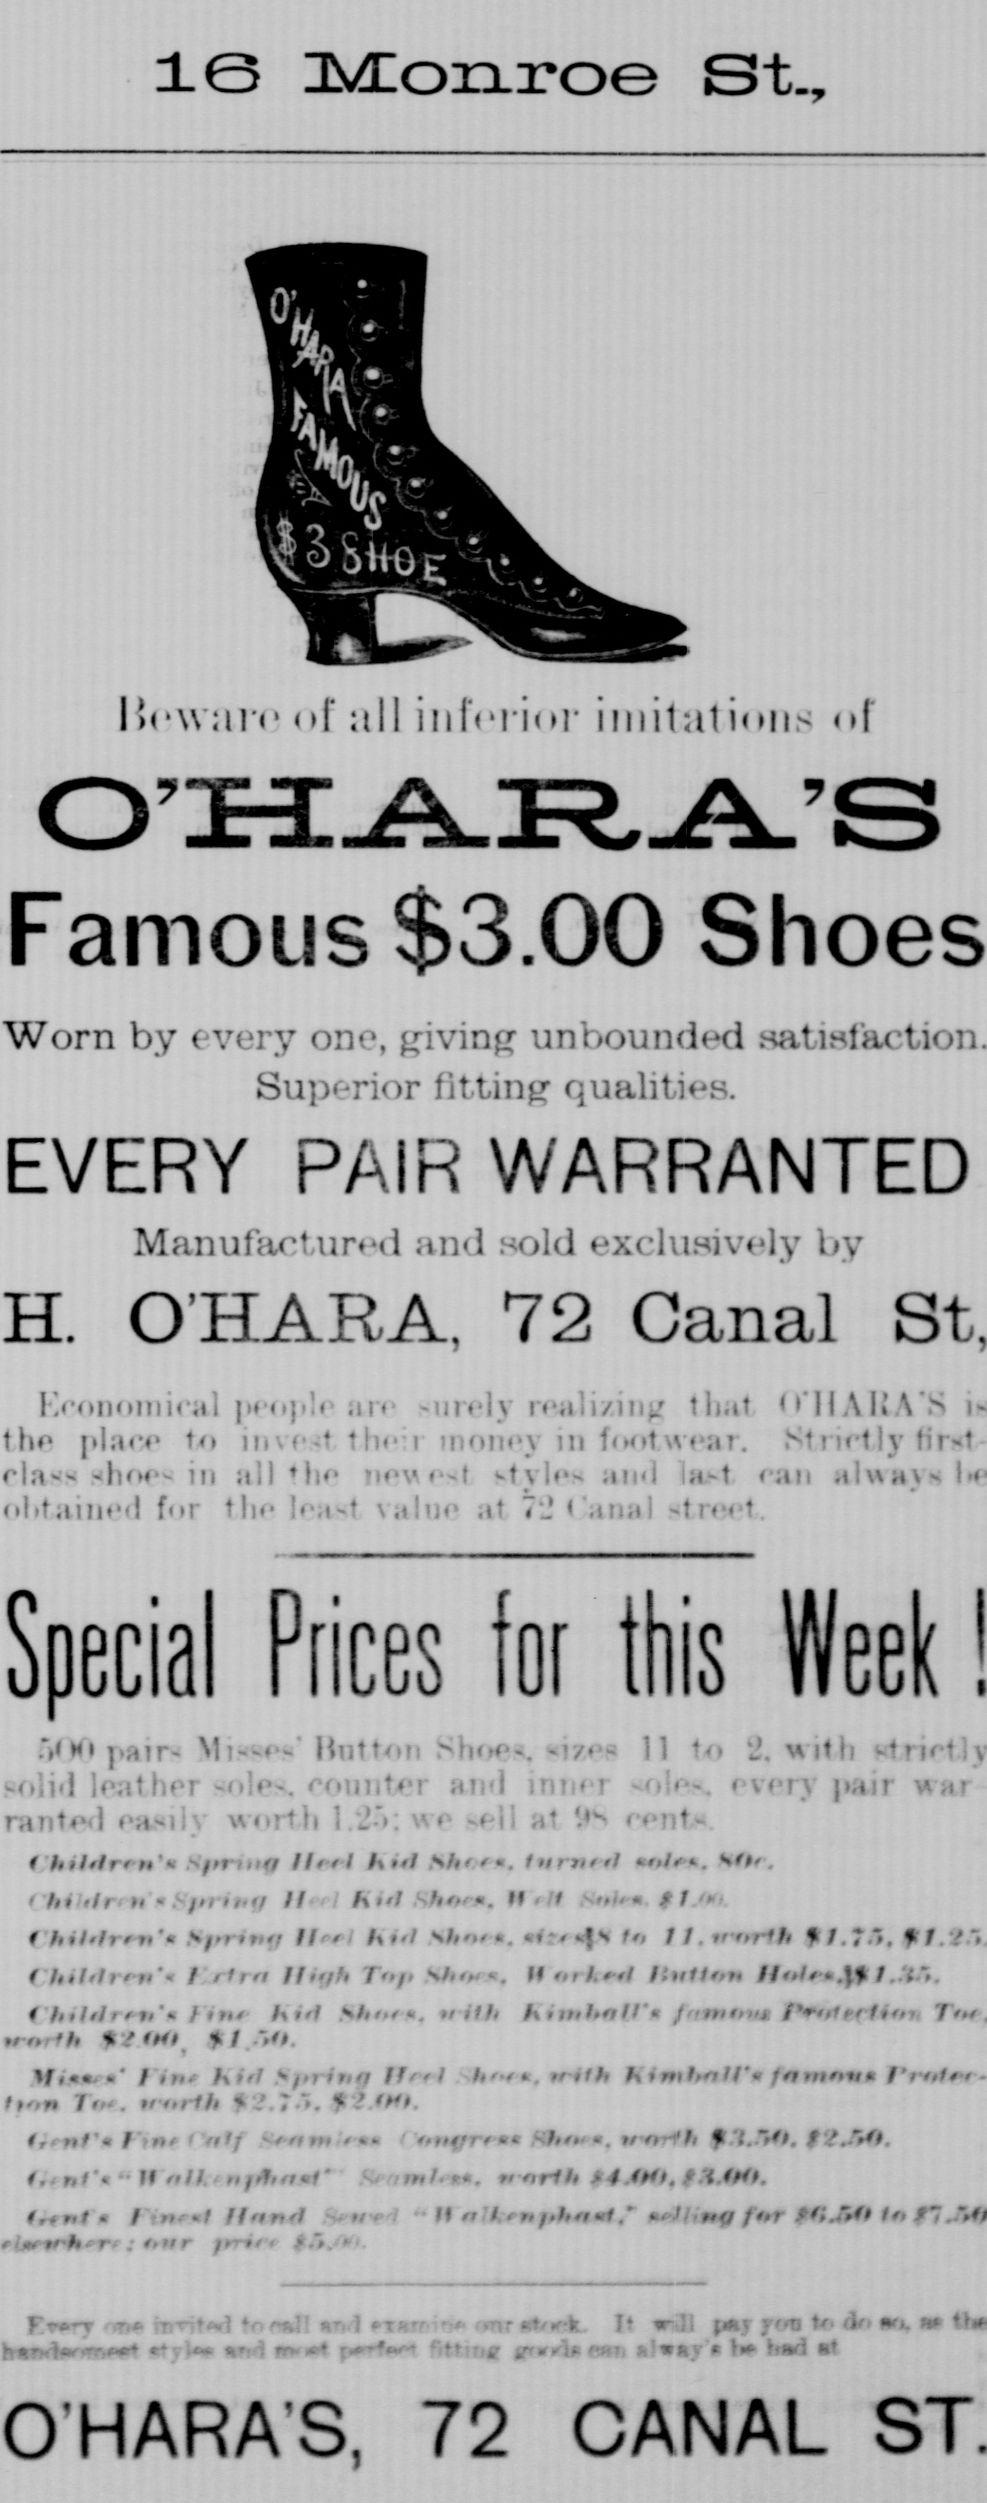 16 Monroe St.,
O'HARA
FAMOUS
$3 SHOE
Beware of all inferior imitations of
O'HARA'S
Famous $3.00 Shoes
Worn by every one, giving unbounded satisfaction.
Superior fitting qualities.
EVERY PAIR WARRANTED
Manufactured and sold exclusively by
H. O'HARA, 72 Canal St,
Economical people are surely realizing that O'HARA'S is
the place to invest their money in footwear. Strictly first-
class shoes in all the newest styles and last can always be
obtained for the least value at 72 Canal street.
Special Prices for this Week !
500 pairs Misses' Button Shoes, sizes 11 to 2, with strictly
solid leather soles, counter and inner soles, every pair war-
ranted easily worth 1.25; we sell at 98 cents.
Children's Spring Heel Kid Shoes, turned soles, 80c.
Children's Spring Heel Kid Shoes, Welt Soles, $1.00.
Children's Spring Heel Kid Shoes, sizes 8 to 11, worth $1.75, $1.25.
Children's Extra High Top Shoes, Worked Button Holes, $1.35.
Children's Fine Kid Shoes, with Kimball's famous Protection Toe,
worth $2.00, $1.50.
Misses' Fine Kid Spring Heel Shoes, with Kimball's famous Protec-
tion Toe, worth $2.75, $2.00.
Gent's Fine Calf Seamless Congress Shoes, worth $3.50, $2.50.
Gent's "Walkenphast" Seamless, worth $4.00, $3.00.
Gent's Finest Hand Sewed "Walkenphast," selling for $6.50 to $7.50
elsewhere; our price $5.00.
Every one invited to call and examine our stock. It will pay you to do so, as the
handsomest styles and most perfect fitting goods can alway's be had at
O'HARA'S, 72 CANAL ST.